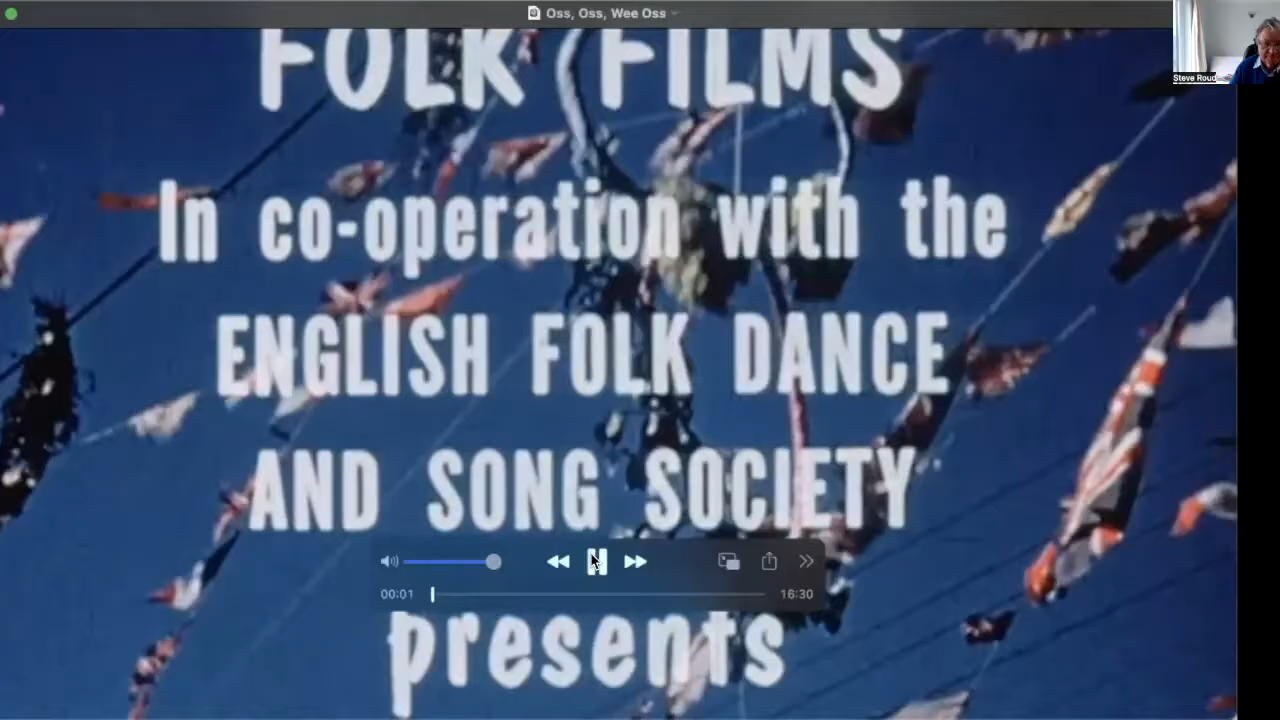 Oss, Oss, Wee Oss
Steve Roud
FOLK FILMS
In co-operation with the
ENGLISH FOLK DANCE
AND SONG SOCIETY
00:01
16:30
presents